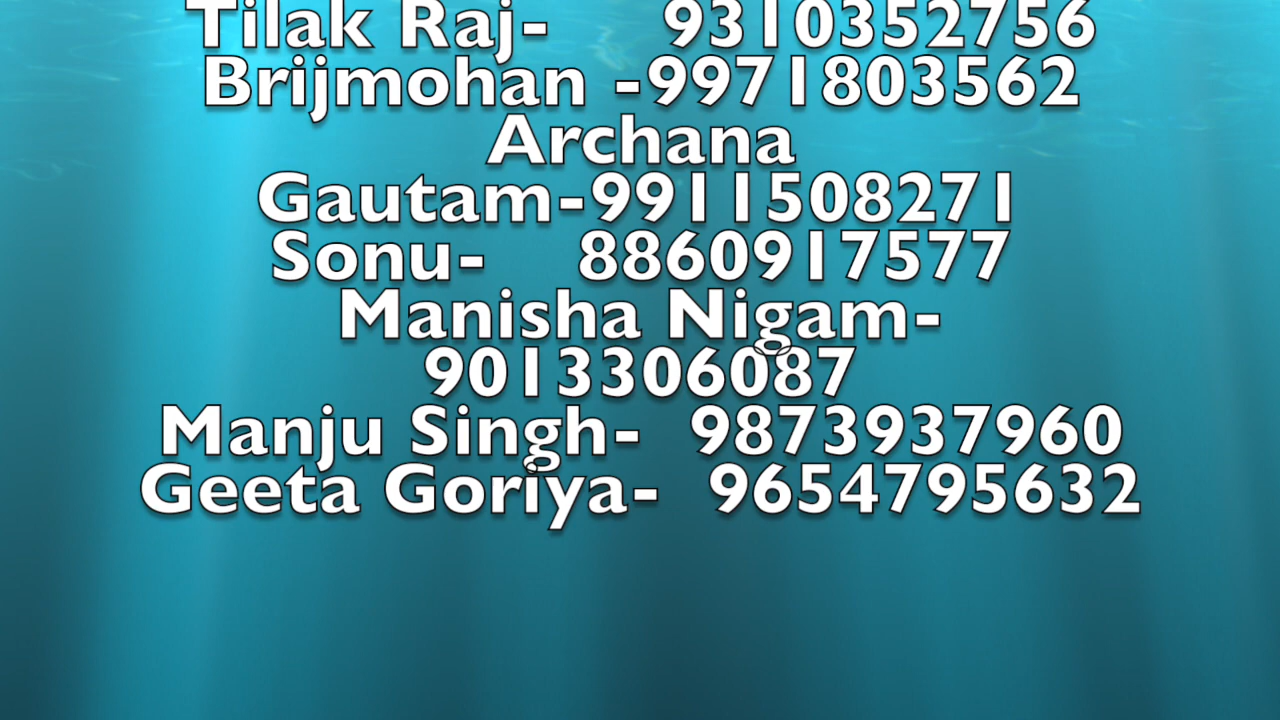 Tilak Raj- 9310352756
Brijmohan -9971803562
Archana
Gautam-9911508271
Sonu- 8860917577
Manisha Nigam-
9013306087
Manju Singh- 9873937960
Geeta Goriya- 9654795632